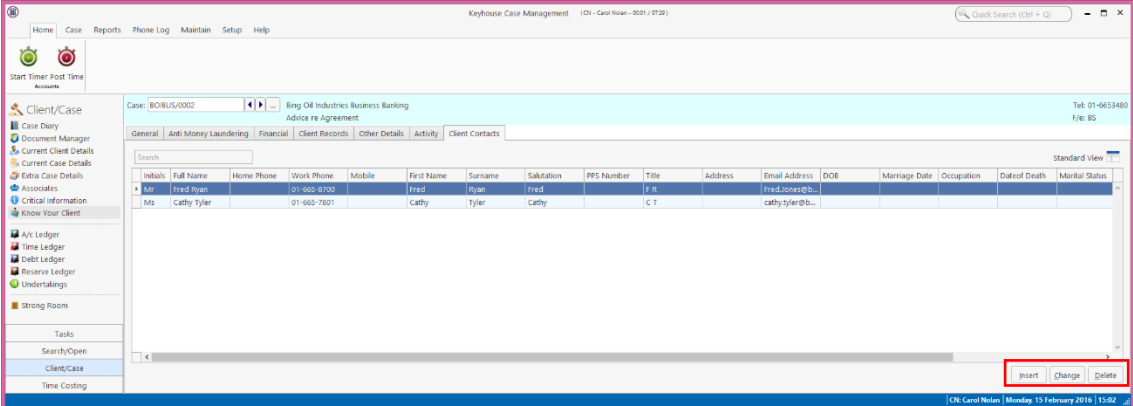 Keyhouse Case Management (CN - Carol Nolan - 0001 / 0729)
Quick Search (Ctrl + Q)
Home Case Reports Phone Log Maintain Setup Help
Start Timer Post Time
Accounts
Client/Case
Case Diary
Document Manager
Current Client Details
Current Case Details
Extra Case Details
Associates
Critical Information
Know Your Client
A/c Ledger
Time Ledger
Debt Ledger
Reserve Ledger
Undertakings
Strong Room
Tasks
Search/Open
Client/Case
Time Costing
Case: BOIBUS/0002 ... Bing Oil Industries Business Banking Tel: 01-6653480
Advice re Agreement F/e: BS
General Anti Money Laundering Financial Client Records Other Details Activity Client Contacts
Search Standard View
Initials Full Name Home Phone Work Phone Mobile First Name Surname Salutation PPS Number Title Address Email Address DOB Marriage Date Occupation Dateof Death Marital Status
Mr Fred Ryan 01-665-8700 Fred Ryan Fred F R Fred.Jones@b...
Ms Cathy Tyler 01-665-7801 Cathy Tyler Cathy C T cathy.tyler@b...
Insert Change Delete
CN: Carol Nolan Monday, 15 February 2016 15:02